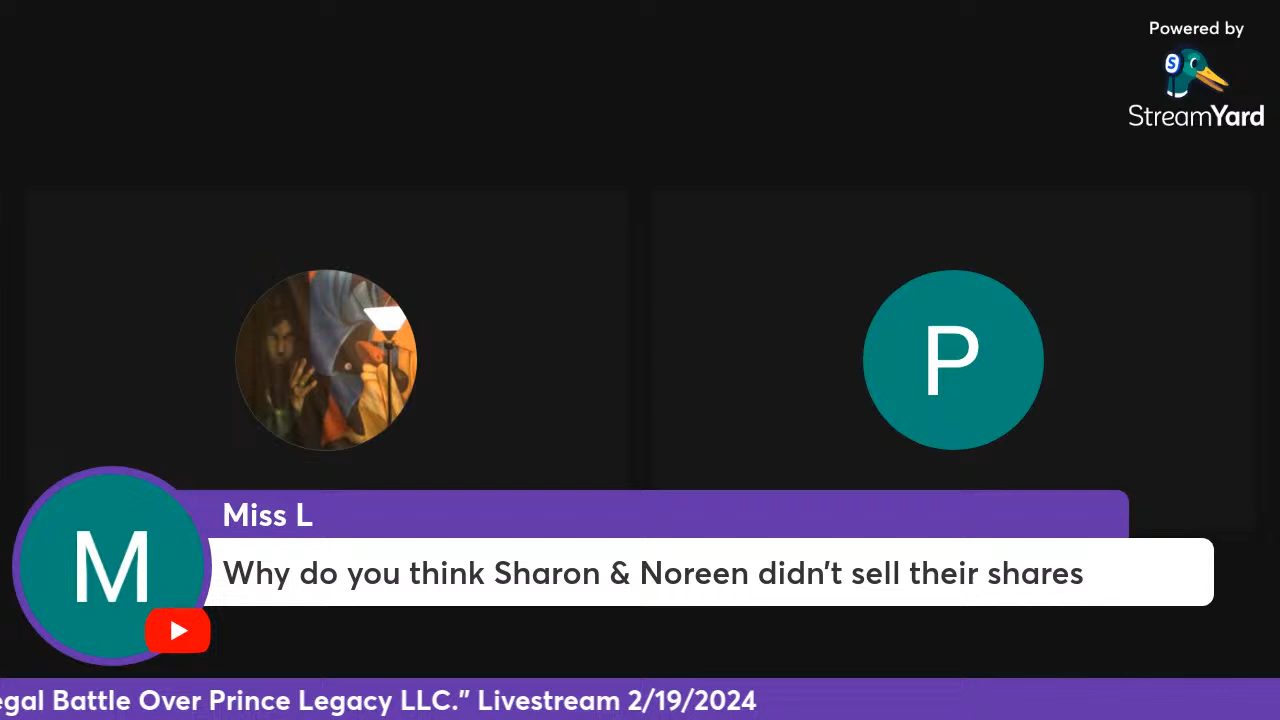 Powered by
S
StreamYard
P
M
Miss L
Why do you think Sharon & Noreen didn't sell their shares
egal Battle Over Prince Legacy LLC." Livestream 2/19/2024